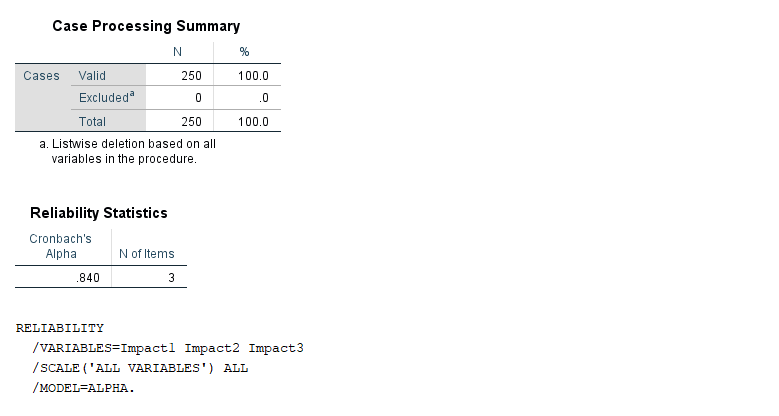 Case Processing Summary
N %
Cases Valid 250 100.0
Excludedª 0 .0
Total 250 100.0
a. Listwise deletion based on all
variables in the procedure.
Reliability Statistics
Cronbach's
Alpha N of Items
.840 3
RELIABILITY
/VARIABLES=Impact1 Impact2 Impact3
/SCALE('ALL VARIABLES') ALL
/MODEL=ALPHA.